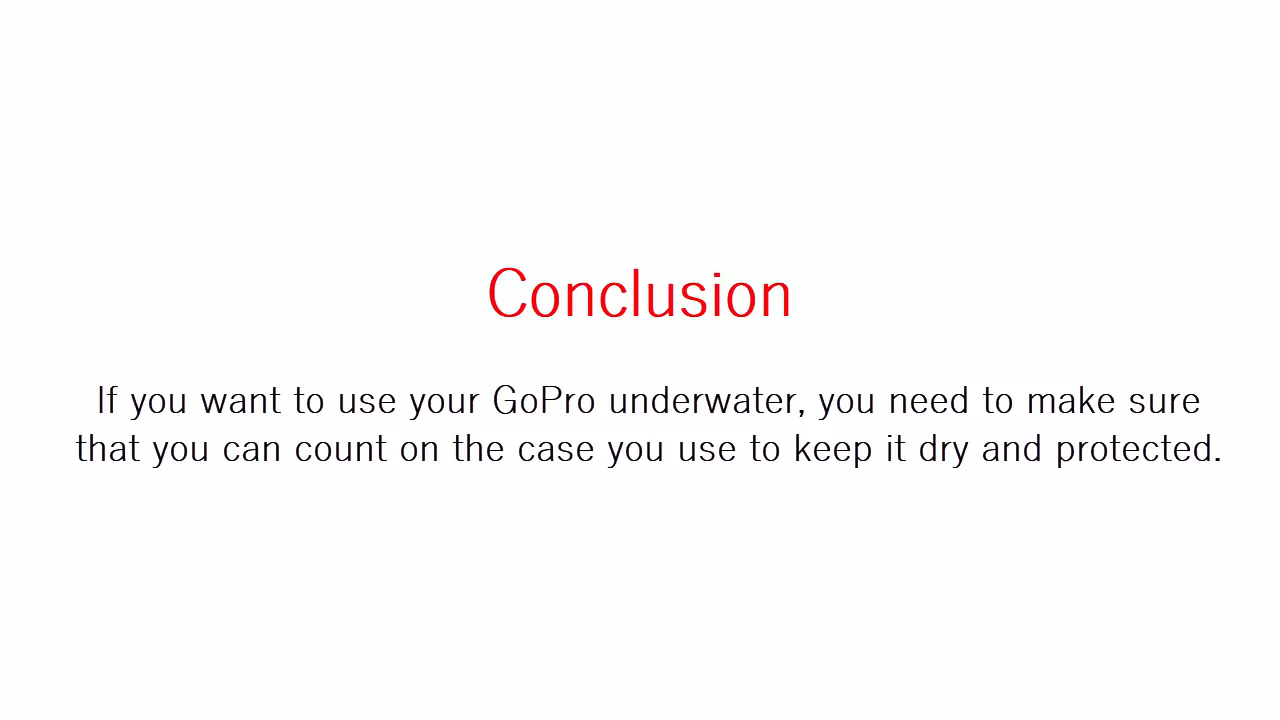 Conclusion
If you want to use your GoPro underwater, you need to make sure
that you can count on the case you use to keep it dry and protected.